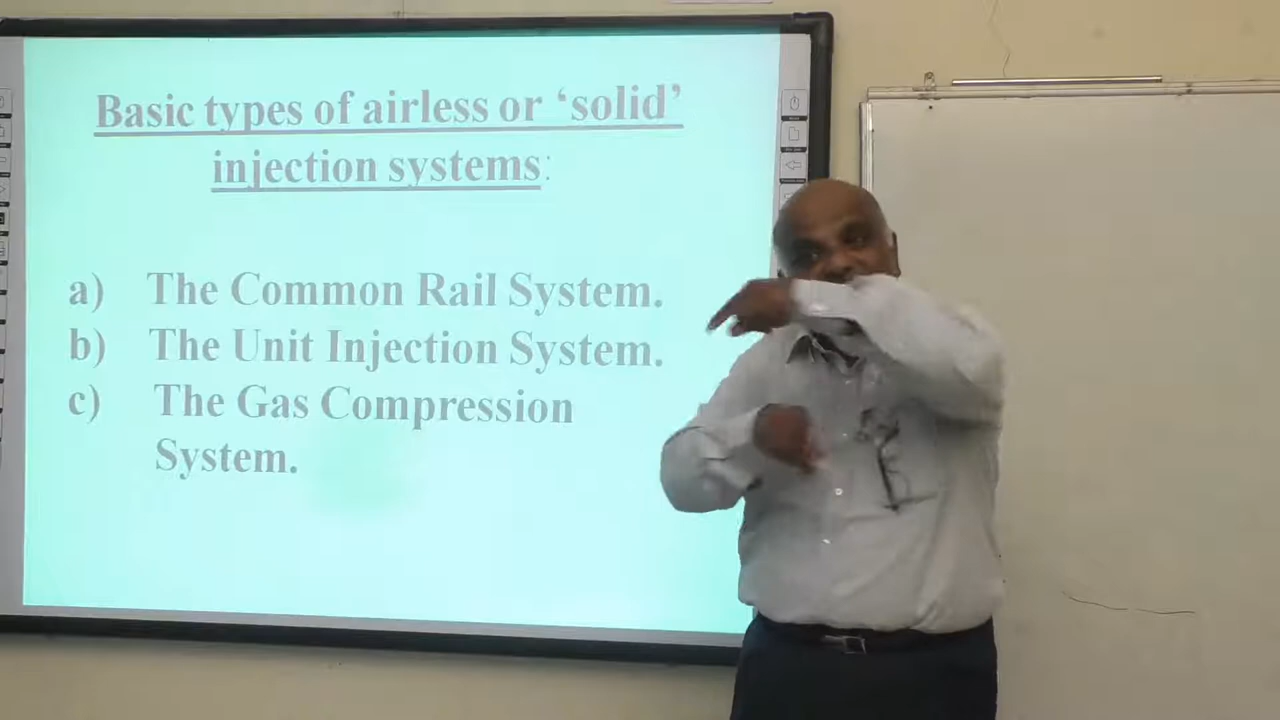 Basic types of airless or ‘solid’
injection systems:
a) The Common Rail System.
b) The Unit Injection System.
c) The Gas Compression
System.